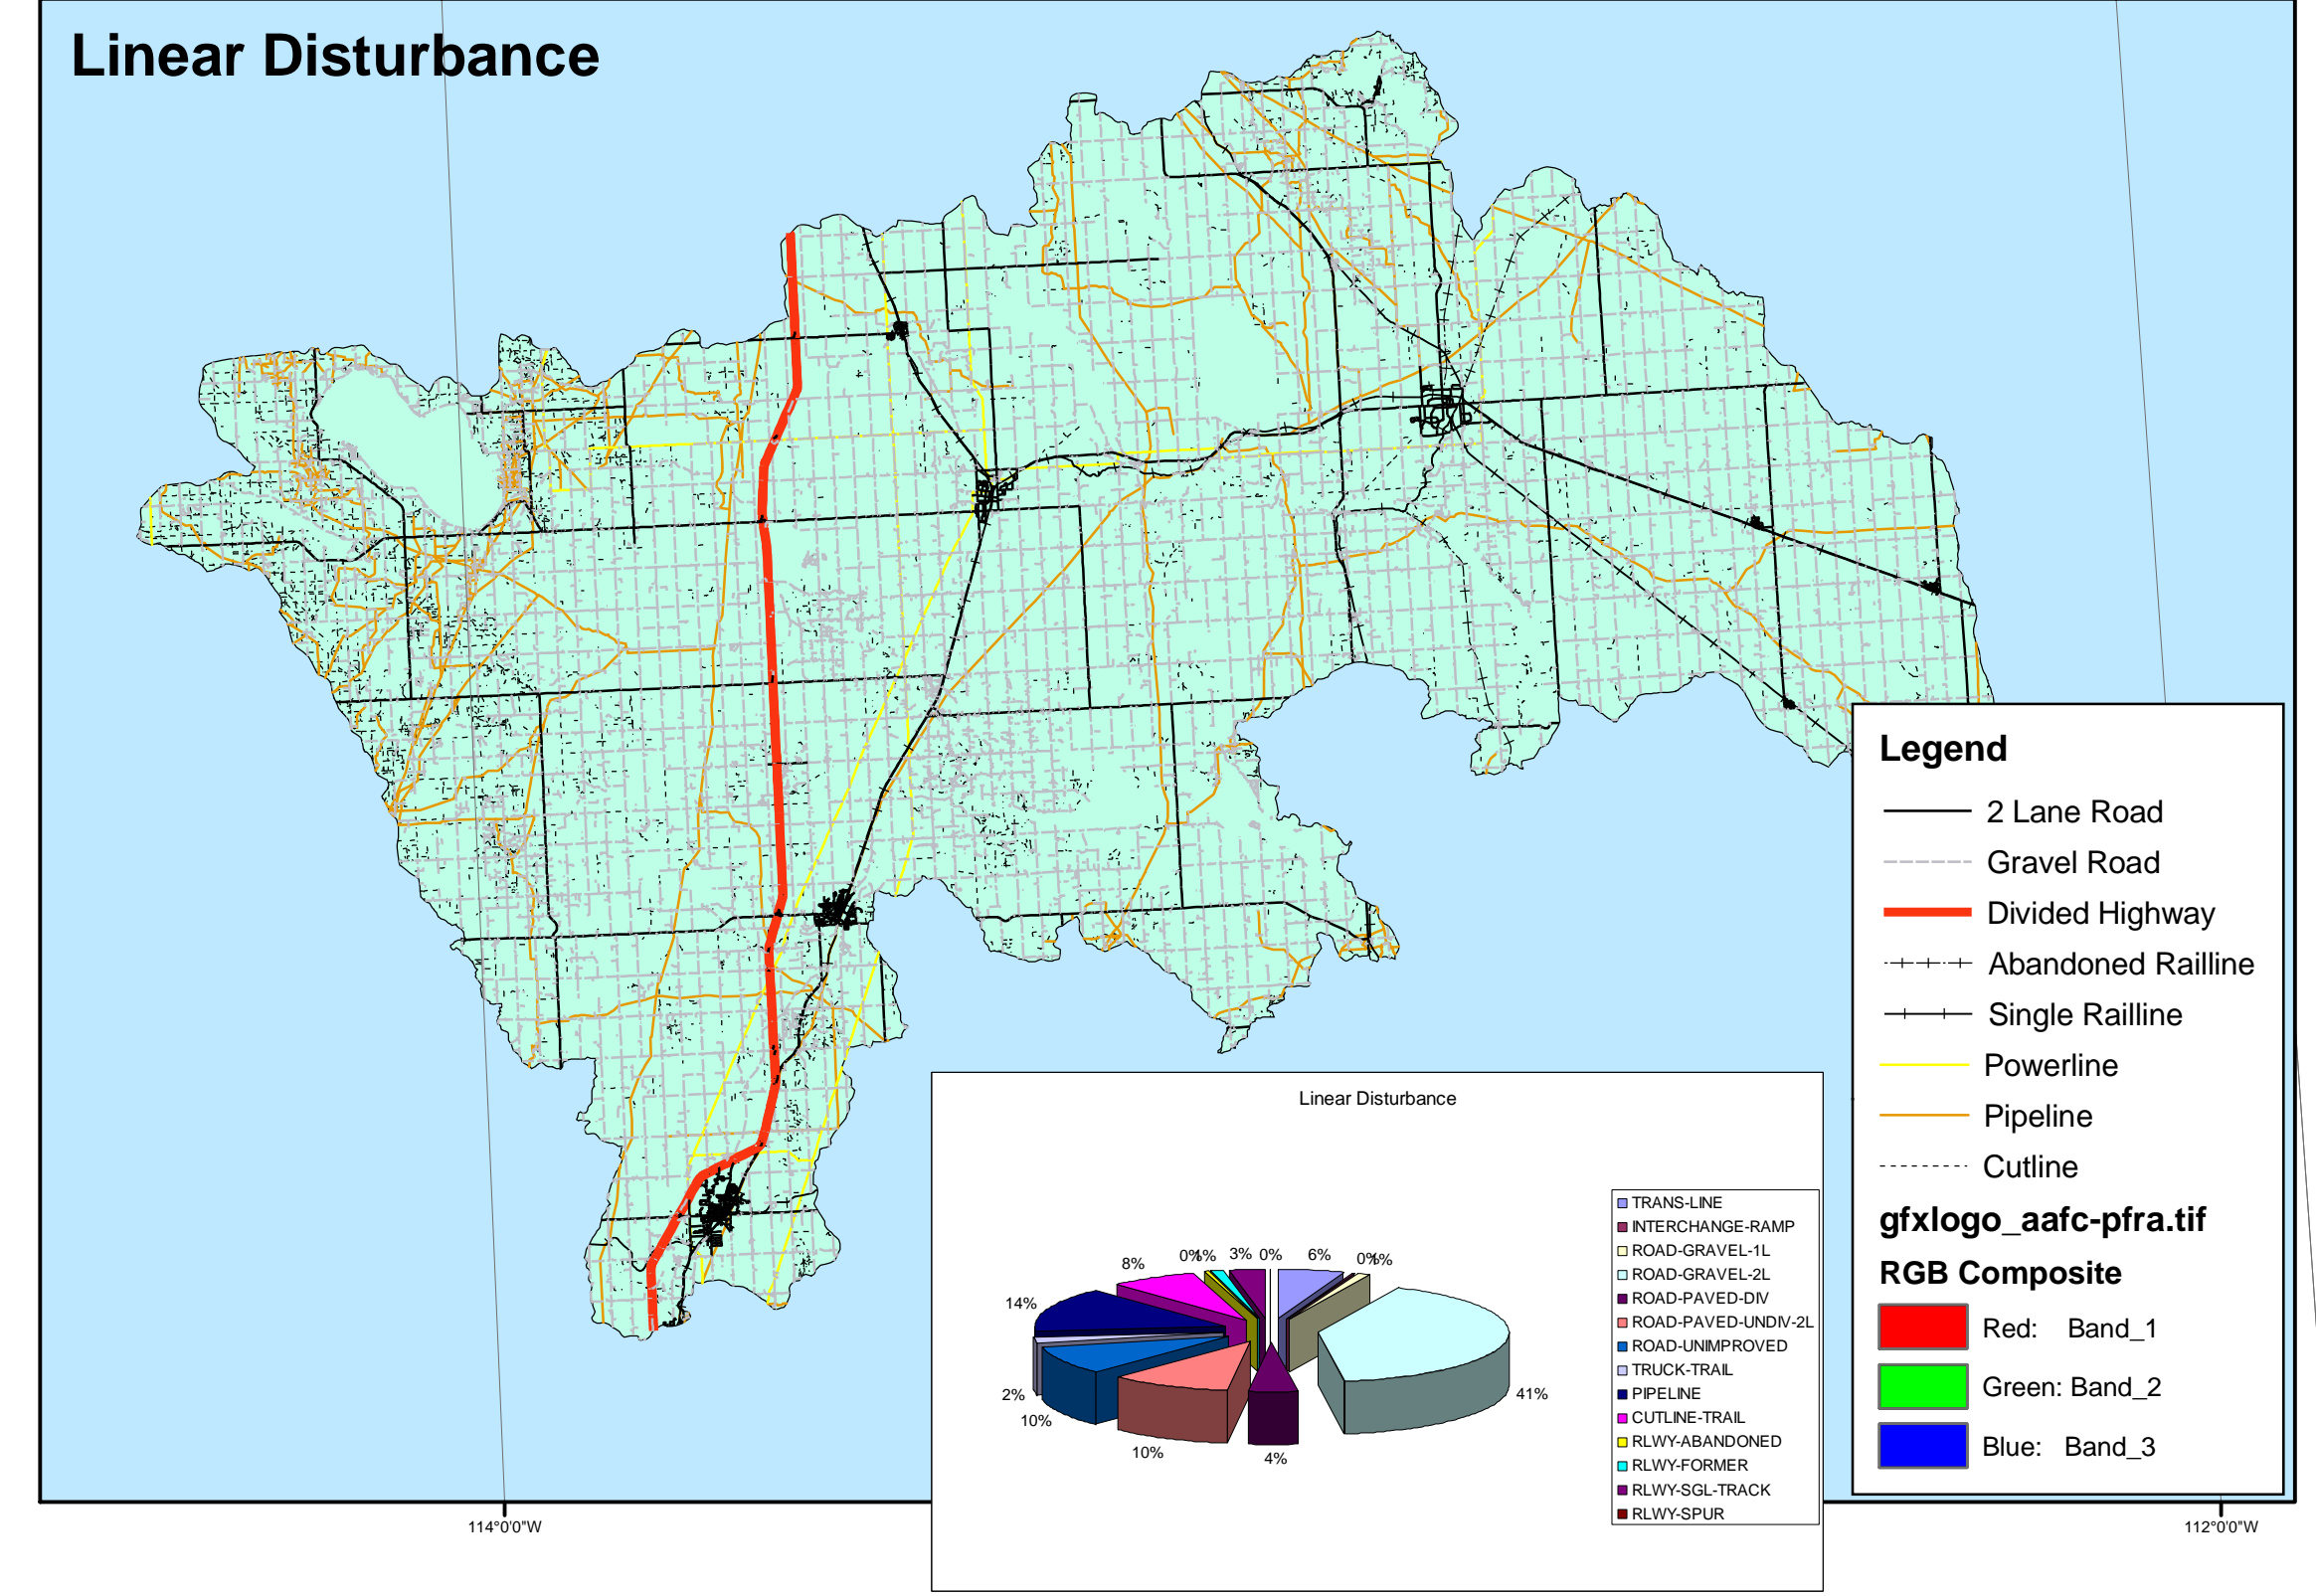 Linear Disturbance
Legend
2 Lane Road
Gravel Road
Divided Highway
Abandoned Railline
Single Railline
Powerline
Pipeline
Cutline
gfxlogo_aafc-pfra.tif
RGB Composite
Red: Band_1
Green: Band_2
Blue: Band_3
Linear Disturbance
TRANS-LINE
INTERCHANGE-RAMP
ROAD-GRAVEL-1L
ROAD-GRAVEL-2L
ROAD-PAVED-DIV
ROAD-PAVED-UNDIV-2L
ROAD-UNIMPROVED
TRUCK-TRAIL
PIPELINE
CUTLINE-TRAIL
RLWY-ABANDONED
RLWY-FORMER
RLWY-SGL-TRACK
RLWY-SPUR
8%
0%
1%
3%
0%
6%
0%
1%
14%
2%
10%
10%
4%
41%
114°0'0"W
112°0'0"W